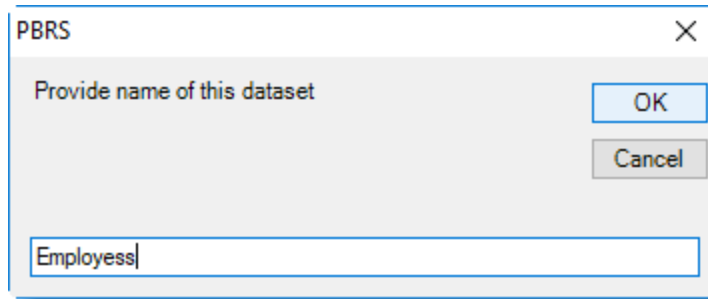 PBRS
Provide name of this dataset
OK
Cancel
Employess